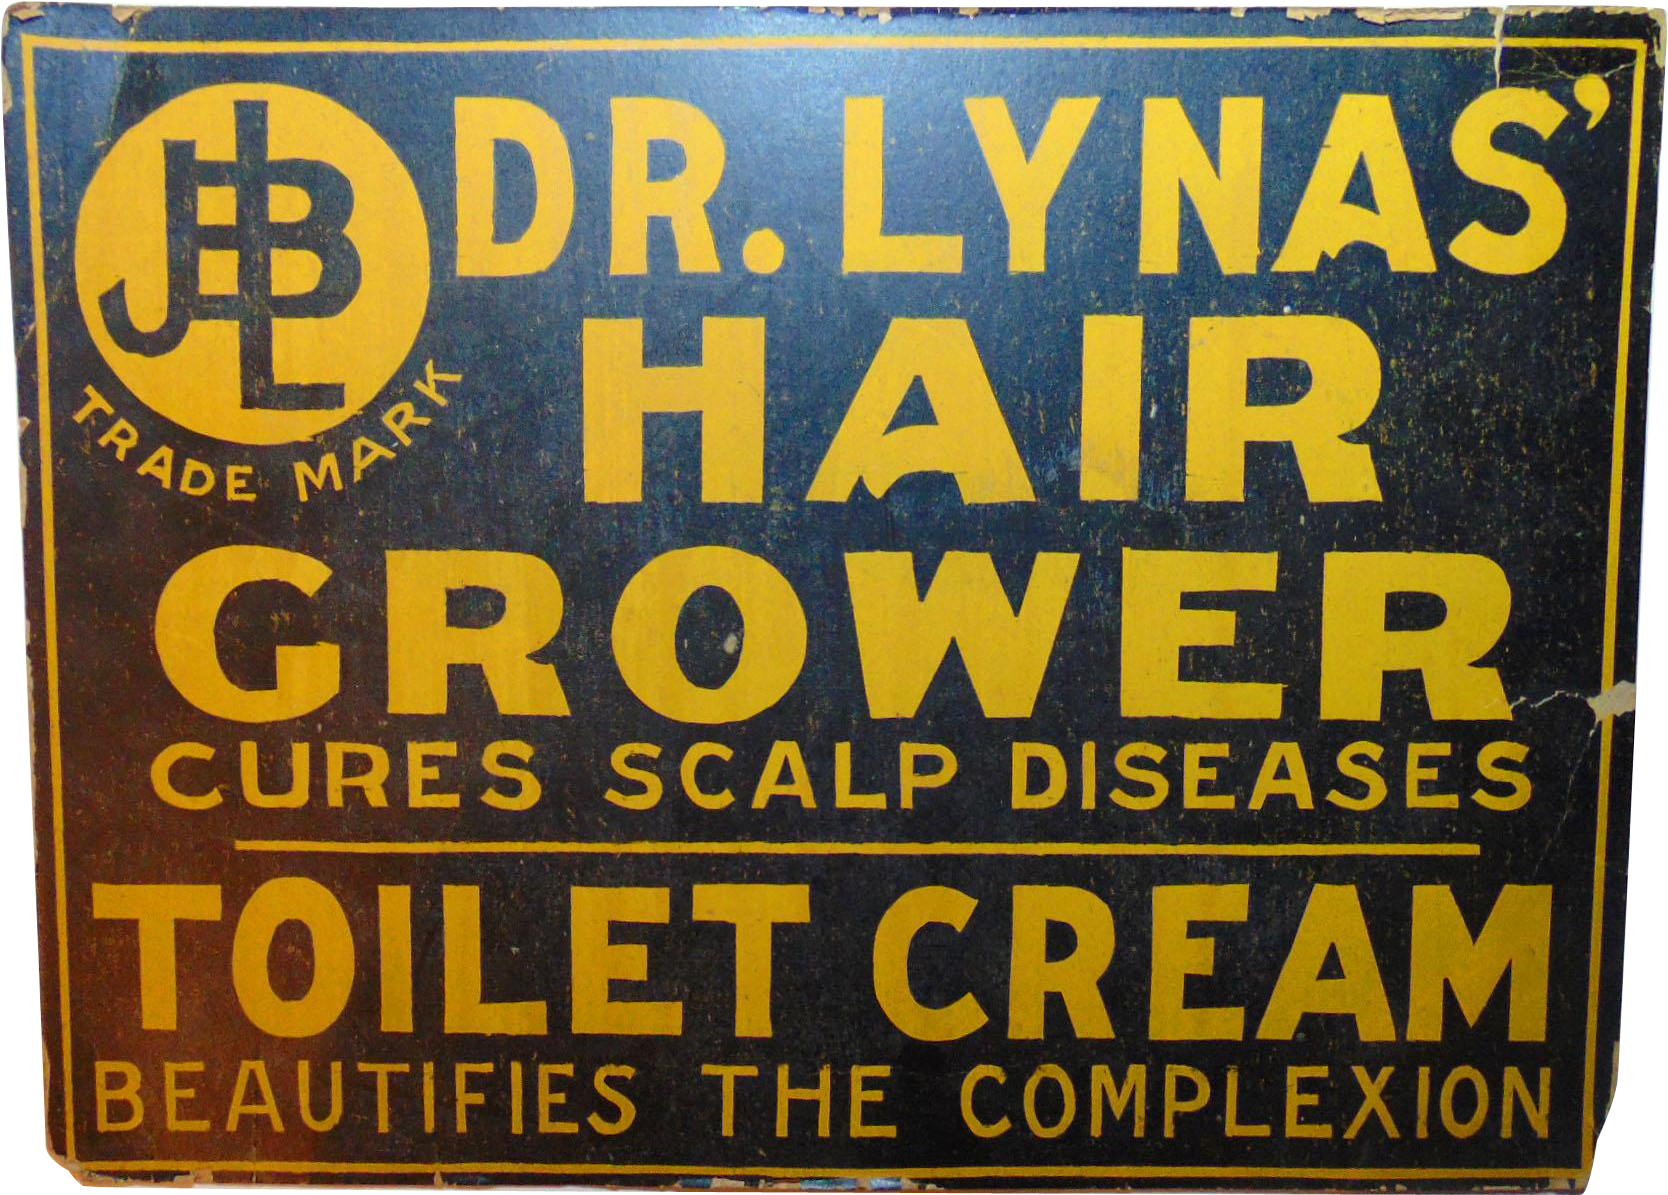 JBL
TRADE MARK
DR. LYNAS'
HAIR
GROWER
CURES SCALP DISEASES
TOILET CREAM
BEAUTIFIES THE COMPLEXION